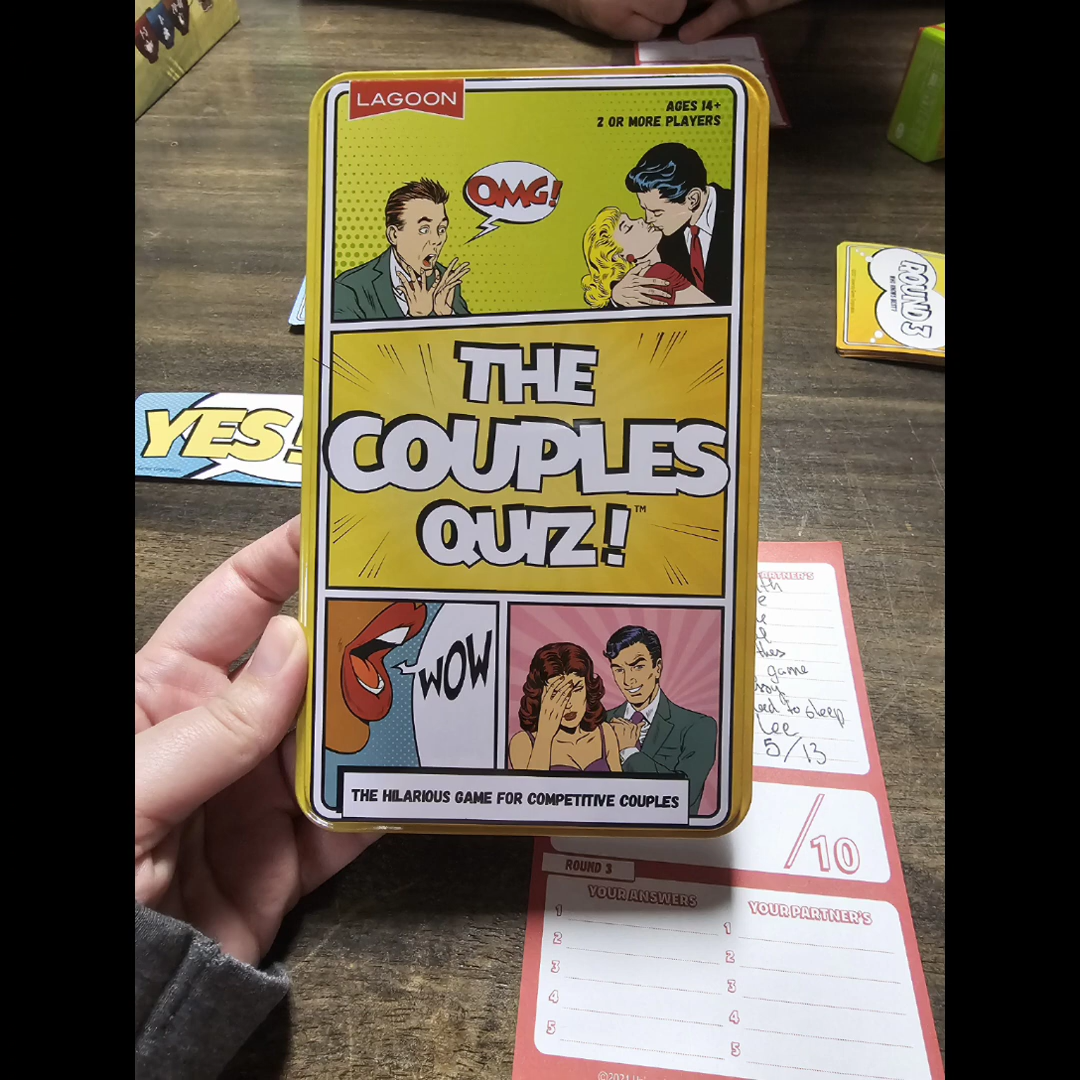 LAGOON
AGES 14+
2 OR MORE PLAYERS
OMG!
THE
COUPLES
QUIZ!™
WOW
THE HILARIOUS GAME FOR COMPETITIVE COUPLES
YES!
ROUND 3
game
to sleep
Lee
5/13
/10
ROUND 3
YOUR ANSWERS
1
2
3
4
5
YOUR PARTNER'S
1
2
3
4
5